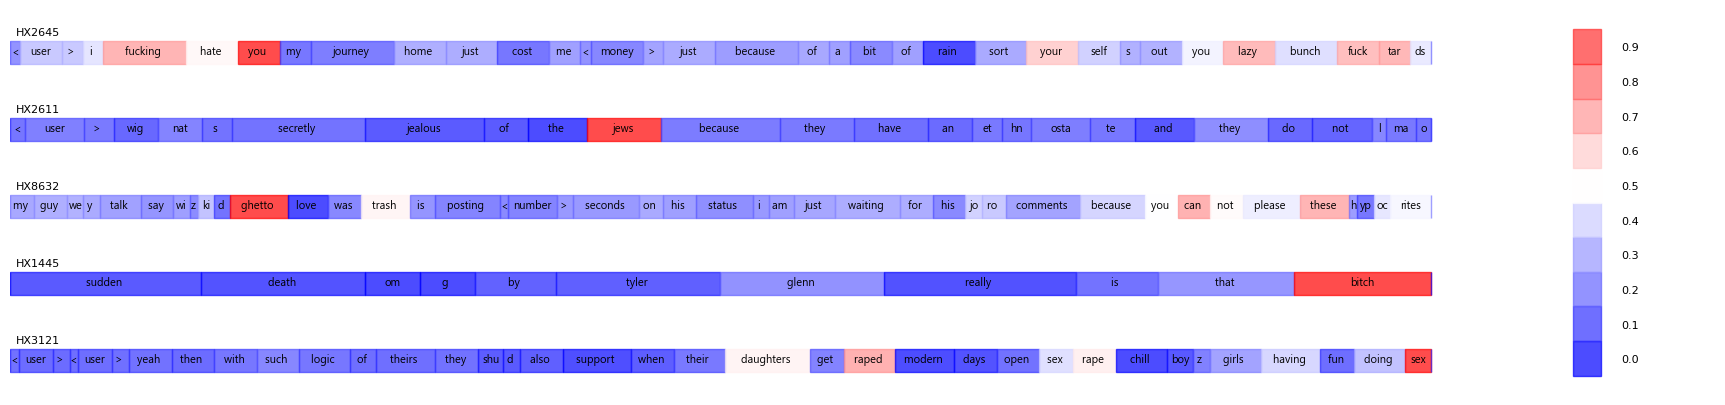 HX2645
< user > i fucking hate you my journey home just cost me < money > just because of a bit of rain sort your self s out you lazy bunch fuck tar ds
HX2611
< user > wig nat s secretly jealous of the jews because they have an et hn osta te and they do not l ma o
HX8632
my guy we y talk say wi z ki d ghetto love was trash is posting < number > seconds on his status i am just waiting for his jo ro comments because you can not please these h yp oc rites
HX1445
sudden death om g by tyler glenn really is that bitch
HX3121
< user > < user > yeah then with such logic of theirs they shu d also support when their daughters get raped modern days open sex rape chill boy z girls having fun doing sex
0.9
0.8
0.7
0.6
0.5
0.4
0.3
0.2
0.1
0.0